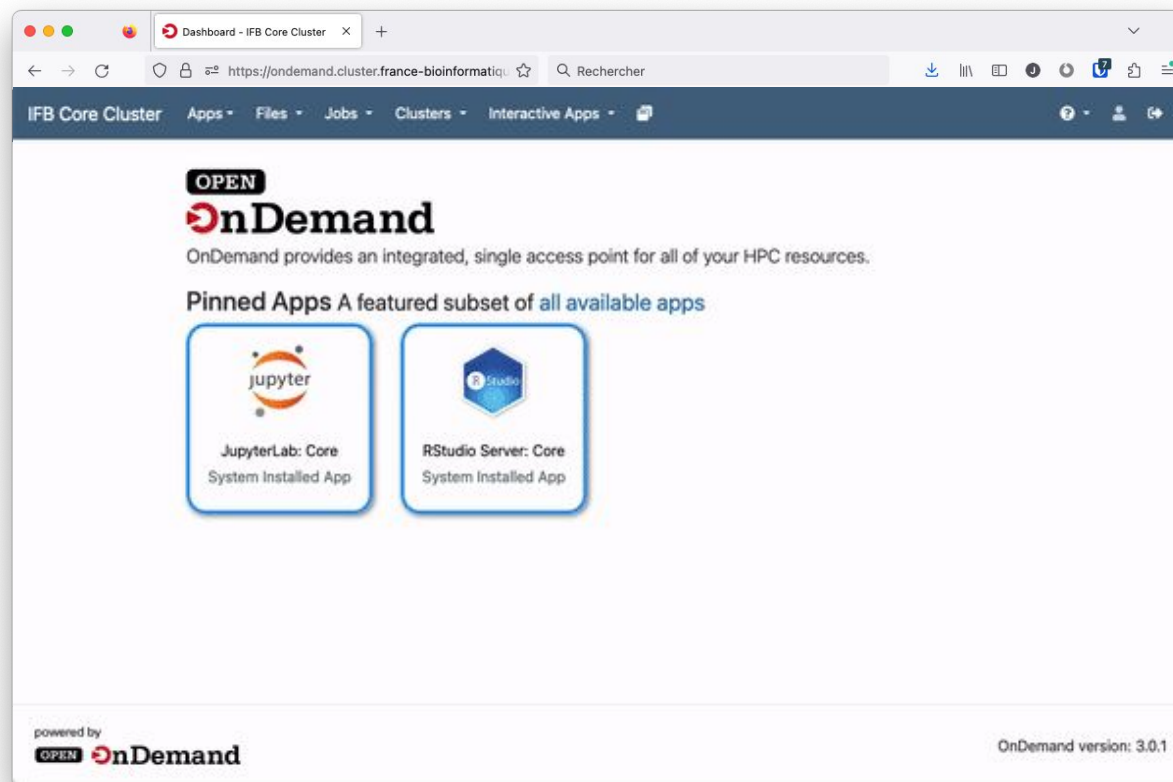 Dashboard - IFB Core Cluster
https://ondemand.cluster.france-bioinformatiqu
Rechercher
7
IFB Core Cluster Apps Files Jobs Clusters Interactive Apps
OPEN
OnDemand
OnDemand provides an integrated, single access point for all of your HPC resources.
Pinned Apps A featured subset of all available apps
jupyter
R Studio
JupyterLab: Core
System Installed App
RStudio Server: Core
System Installed App
powered by
OPEN OnDemand
OnDemand version: 3.0.1